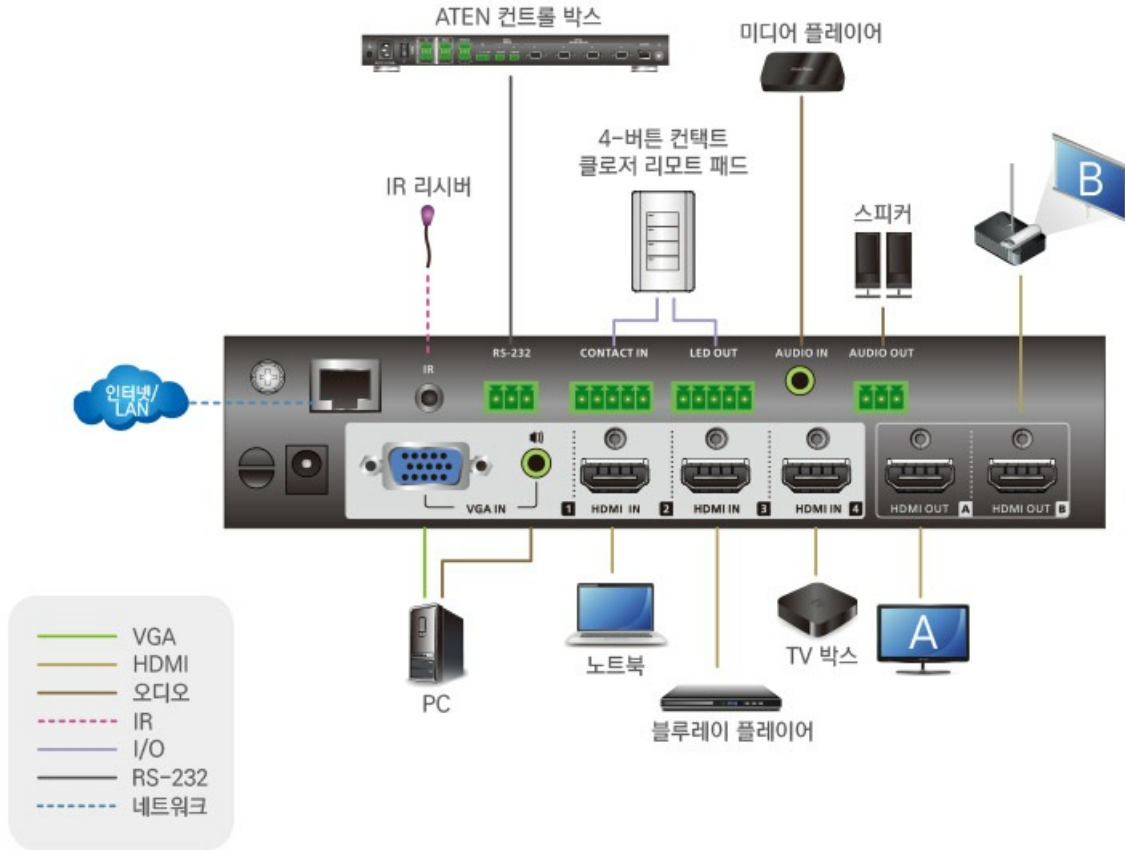 ATEN 컨트롤 박스
미디어 플레이어
4-버튼 컨택트
클로저 리모트 패드
IR 리시버
스피커
B
인터넷/
LAN
IR
RS-232
CONTACT IN
LED OUT
AUDIO IN
AUDIO OUT
VGA IN
1
HDMI IN
2
HDMI IN
3
HDMI IN
4
HDMI OUT
A
HDMI OUT
B
PC
노트북
블루레이 플레이어
TV 박스
A
VGA
HDMI
오디오
IR
I/O
RS-232
네트워크